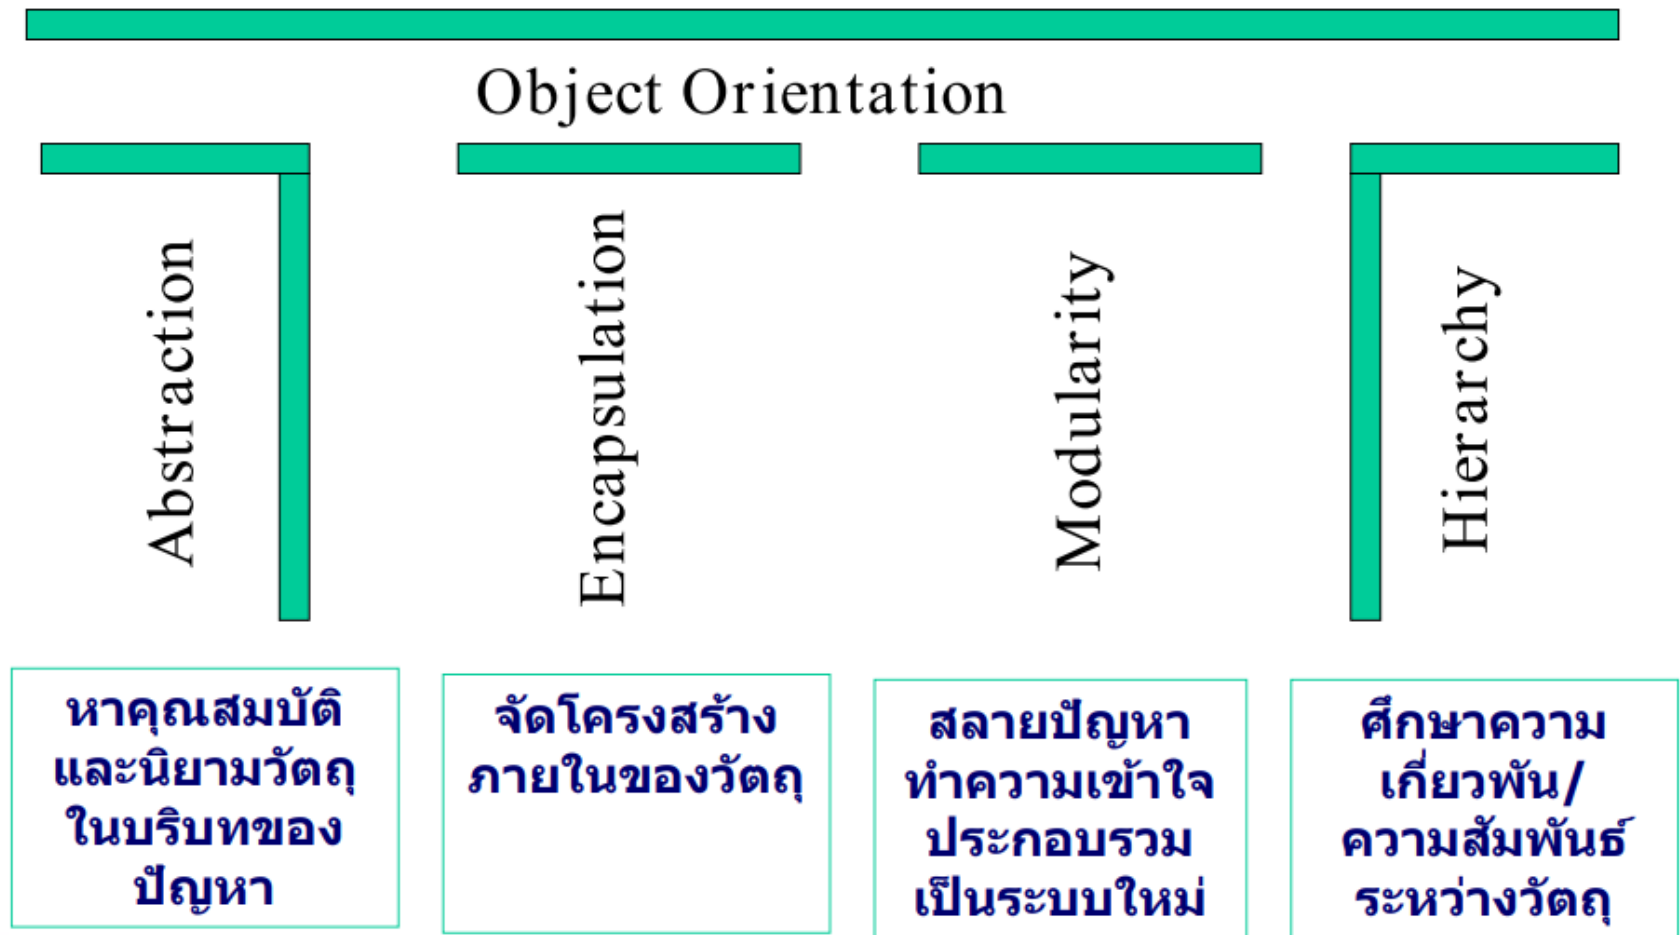 Object Orientation
Abstraction
Encapsulation
Modularity
Hierarchy
หาคุณสมบัติ
และนิยามวัตถุ
ในบริบทของ
ปัญหา
จัดโครงสร้าง
ภายในของวัตถุ
สลายปัญหา
ทำความเข้าใจ
ประกอบรวม
เป็นระบบใหม่
ศึกษาความ
เกี่ยวพัน/
ความสัมพันธ์
ระหว่างวัตถุ